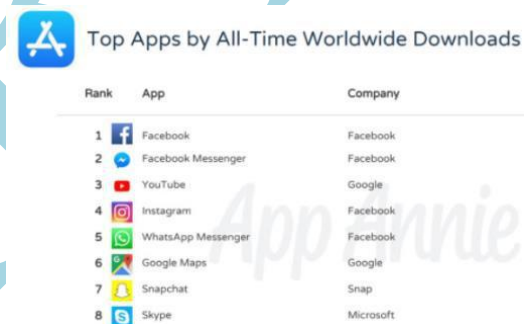 Top Apps by All-Time Worldwide Downloads
Rank App Company
1 Facebook Facebook
2 Facebook Messenger Facebook
3 YouTube Google
4 Instagram Facebook
5 WhatsApp Messenger Facebook
6 Google Maps Google
7 Snapchat Snap
8 Skype Microsoft
App Annie